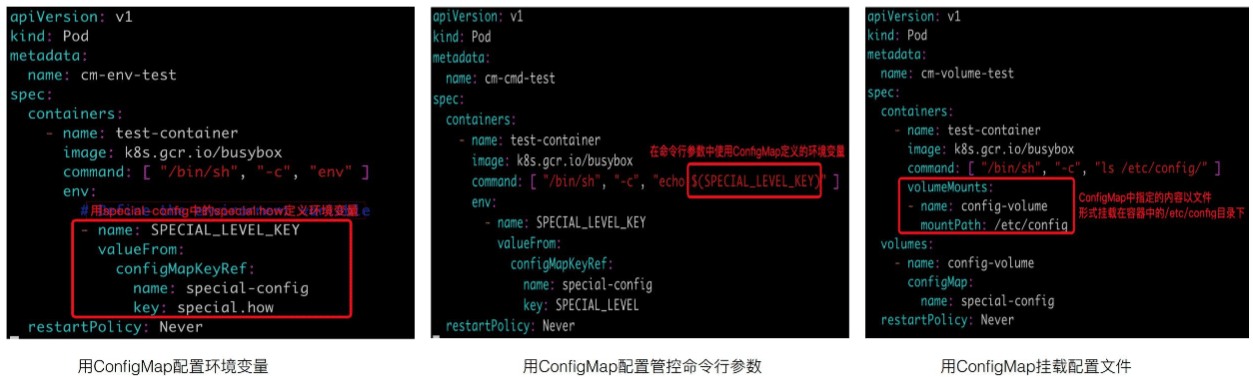 apiVersion: v1
kind: Pod
metadata:
  name: cm-env-test
spec:
  containers:
    - name: test-container
      image: k8s.gcr.io/busybox
      command: [ "/bin/sh", "-c", "env" ]
      env:
        用special-config中的special.how定义环境变量
        - name: SPECIAL_LEVEL_KEY
          valueFrom:
            configMapKeyRef:
              name: special-config
              key: special.how
  restartPolicy: Never
用ConfigMap配置环境变量
apiVersion: v1
kind: Pod
metadata:
  name: cm-cmd-test
spec:
  containers:
    - name: test-container
在命令行参数中使用ConfigMap定义的环境变量
      image: k8s.gcr.io/busybox
      command: [ "/bin/sh", "-c", "echo $(SPECIAL_LEVEL_KEY)" ]
      env:
        - name: SPECIAL_LEVEL_KEY
          valueFrom:
            configMapKeyRef:
              name: special-config
              key: SPECIAL_LEVEL
  restartPolicy: Never
用ConfigMap配置管控命令行参数
apiVersion: v1
kind: Pod
metadata:
  name: cm-volume-test
spec:
  containers:
    - name: test-container
      image: k8s.gcr.io/busybox
      command: [ "/bin/sh", "-c", "ls /etc/config/" ]
      volumeMounts:
      - name: config-volume
        mountPath: /etc/config
ConfigMap中指定的内容以文件
形式挂载在容器中的/etc/config目录下
  volumes:
    - name: config-volume
      configMap:
        name: special-config
  restartPolicy: Never
用ConfigMap挂载配置文件